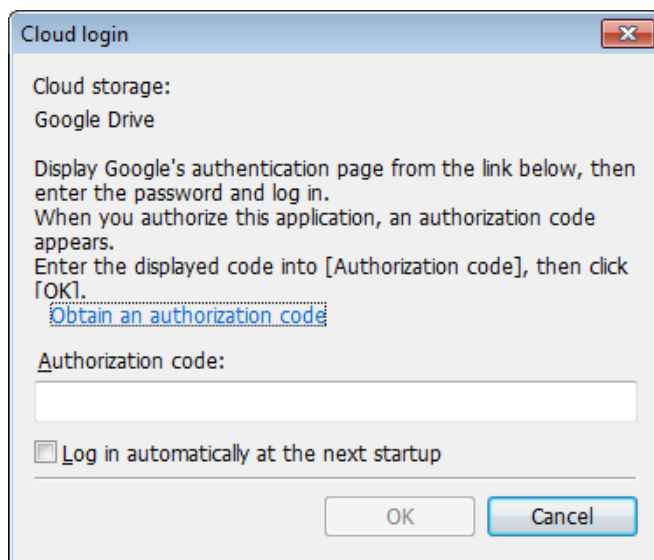 Cloud login
Cloud storage:
Google Drive
Display Google's authentication page from the link below, then
enter the password and log in.
When you authorize this application, an authorization code
appears.
Enter the displayed code into [Authorization code], then click
[OK].
Obtain an authorization code
Authorization code:
Log in automatically at the next startup
OK
Cancel